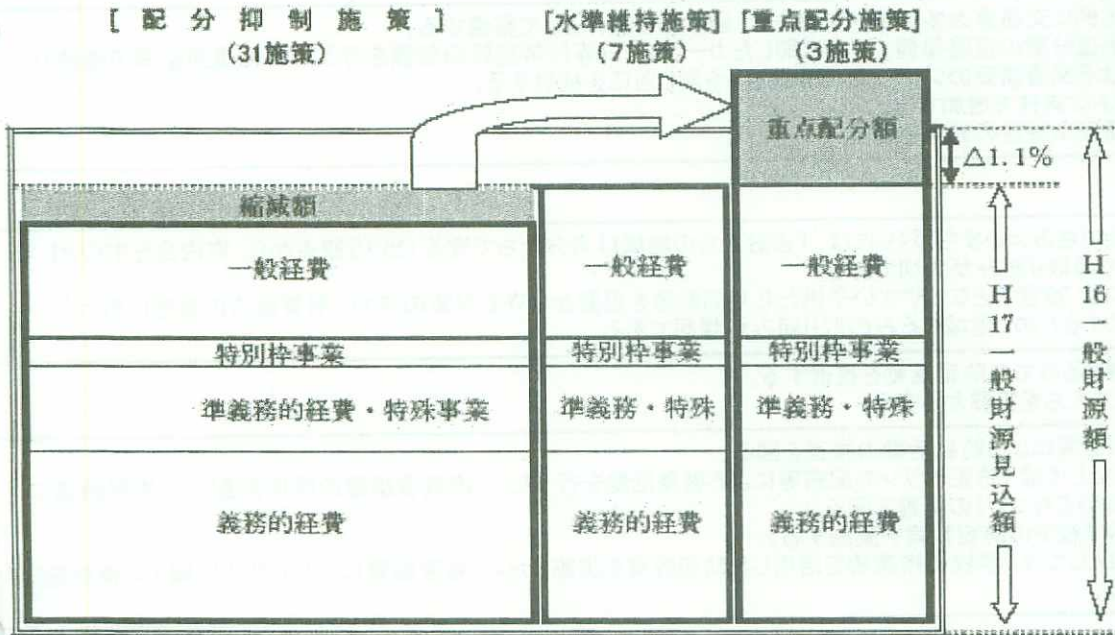 [ 配 分 抑 制 施 策 ] [水準維持施策] [重点配分施策]
(31施策) (7施策) (3施策)
重点配分額
△1.1%
縮減額
一般経費 一般経費 一般経費
特別枠事業 特別枠事業 特別枠事業
準義務的経費・特殊事業 準義務・特殊 準義務・特殊
義務的経費 義務的経費 義務的経費
H17一般財源見込額
H16一般財源額